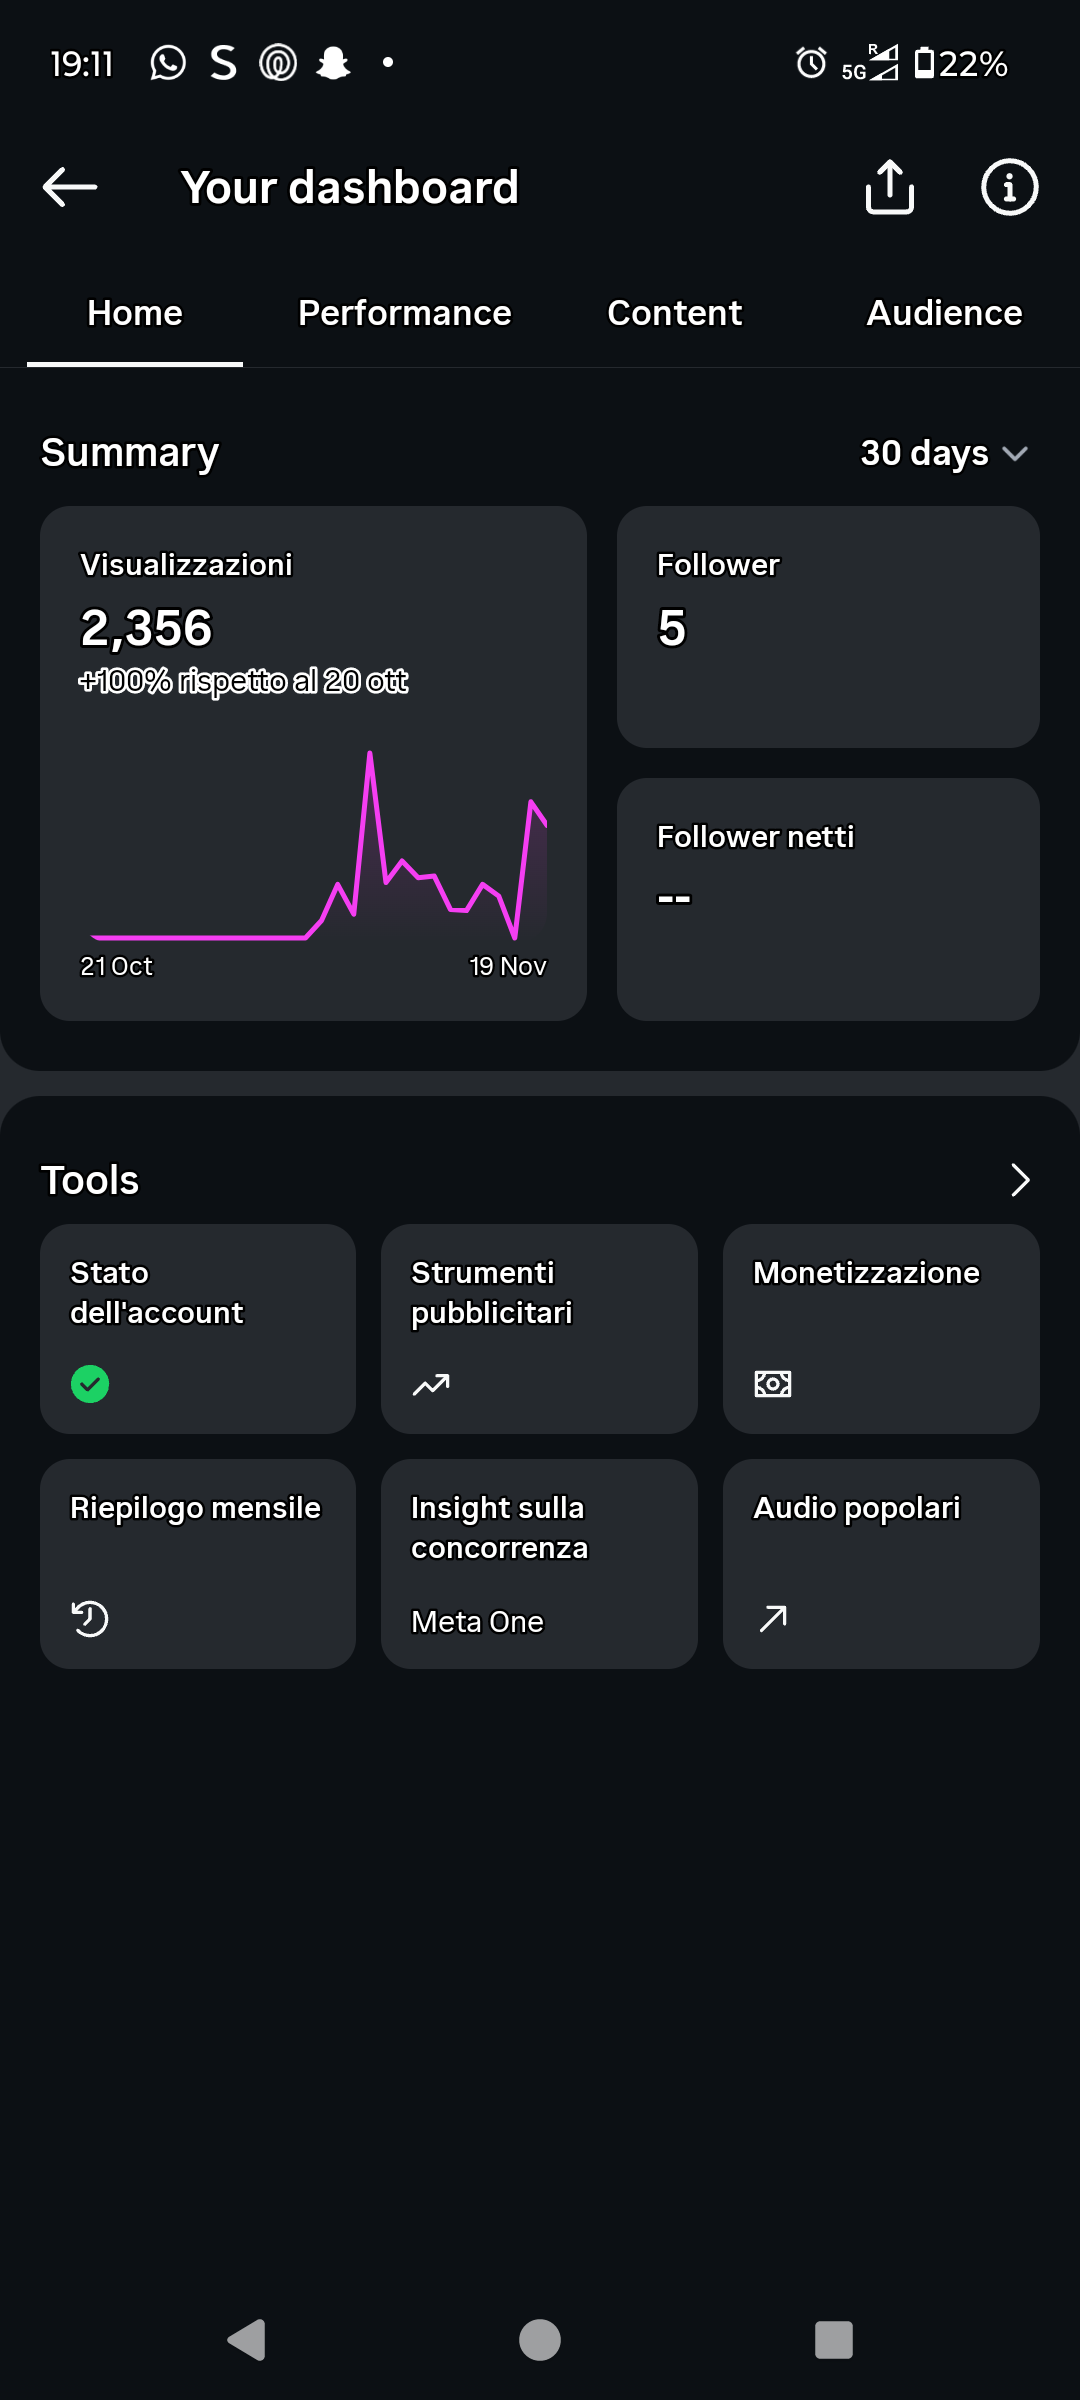 19:11
5G R 22%
Your dashboard
Home Performance Content Audience
Summary
30 days
Visualizzazioni
2,356
+100% rispetto al 20 ott
21 Oct 19 Nov
Follower
5
Follower netti
--
Tools
Stato
dell'account
Strumenti
pubblicitari
Monetizzazione
Riepilogo mensile
Insight sulla
concorrenza
Meta One
Audio popolari